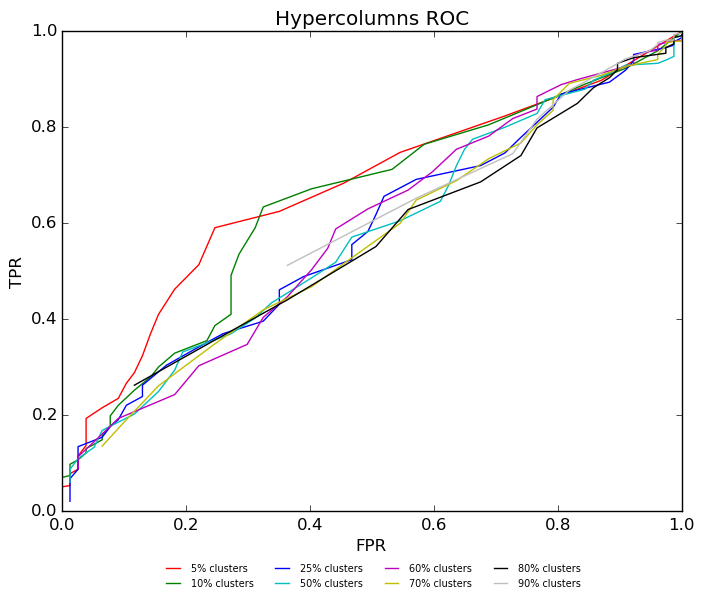 Hypercolumns ROC
1.0
0.8
0.6
0.4
0.2
0.0
TPR
0.0 0.2 0.4 0.6 0.8 1.0
FPR
5% clusters 25% clusters 60% clusters 80% clusters
10% clusters 50% clusters 70% clusters 90% clusters